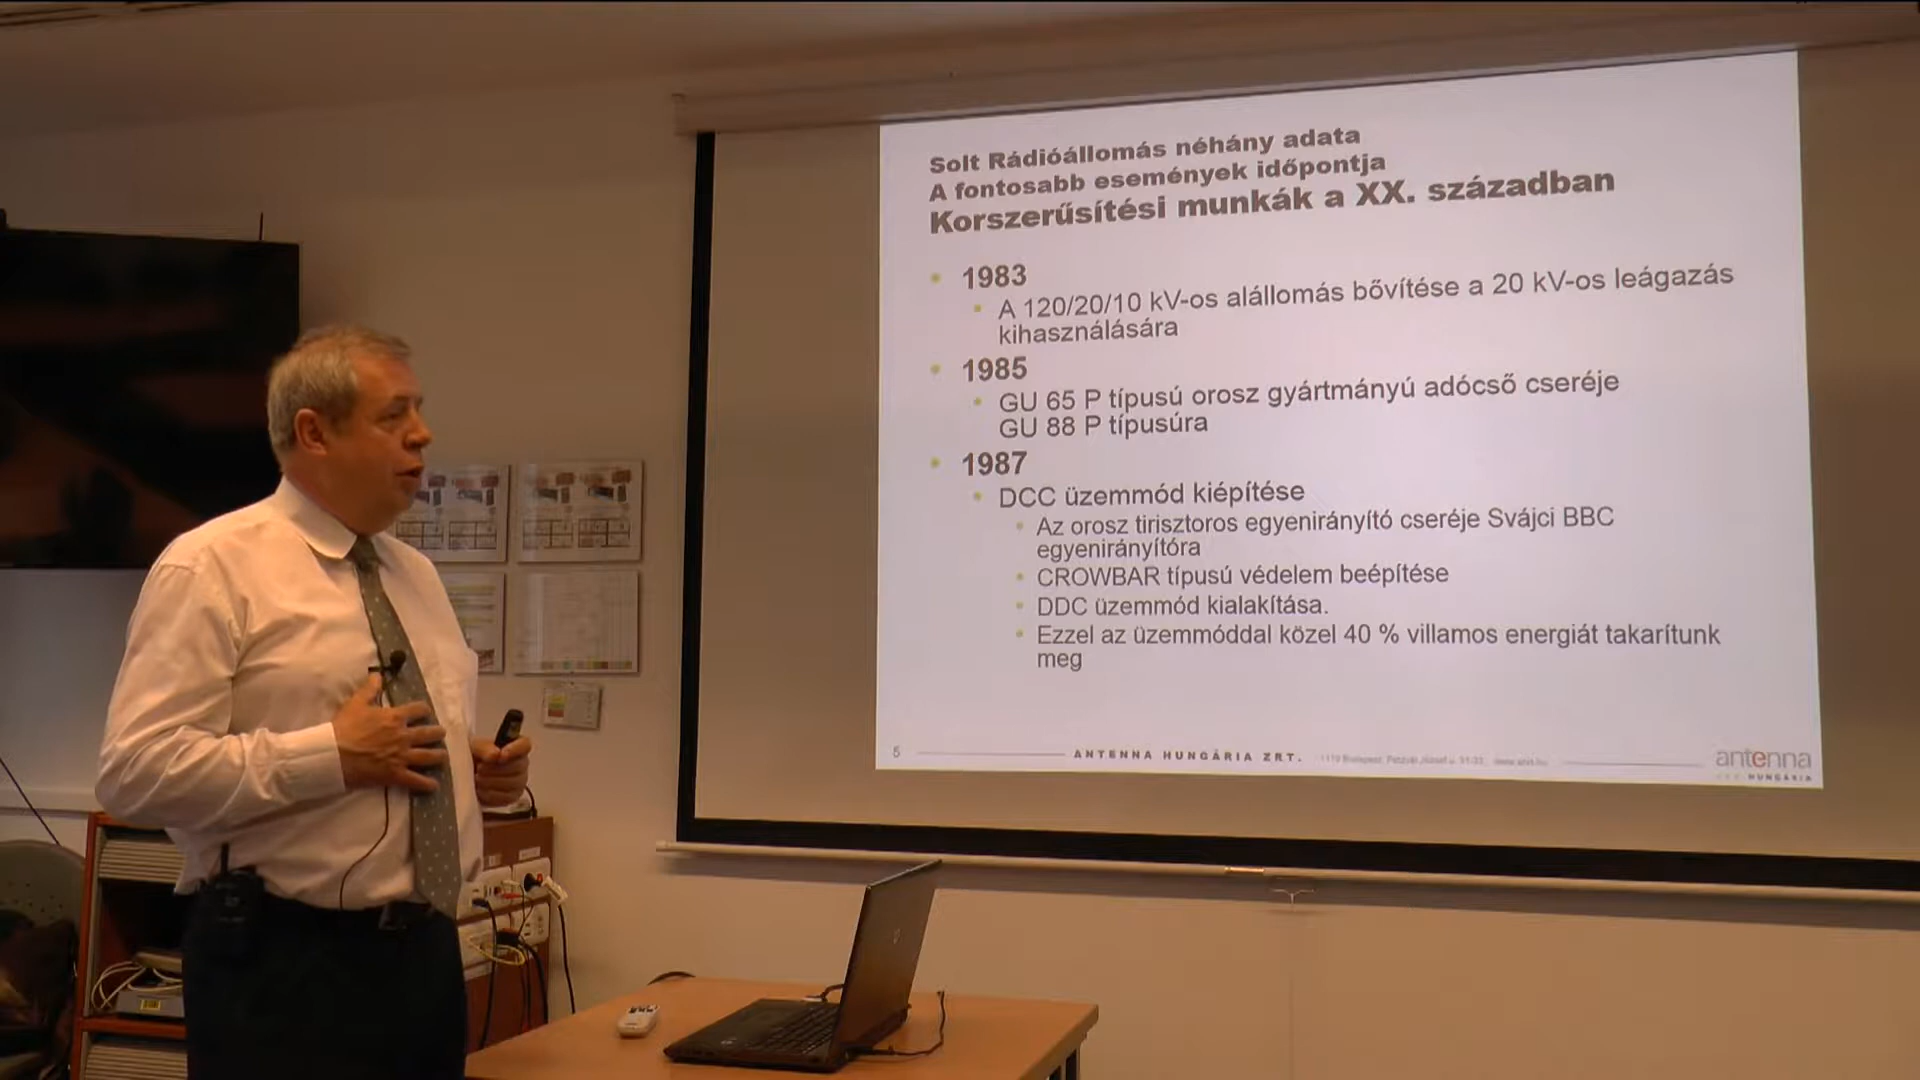 Solt Rádióállomás néhány adata
A fontosabb események időpontja
Korszerűsítési munkák a XX. században
1983
A 120/20/10 kV-os alállomás bővítése a 20 kV-os leágazás
kihasználására
1985
GU 65 P típusú orosz gyártmányú adócső cseréje
GU 88 P típusúra
1987
DCC üzemmód kiépítése
Az orosz tirisztoros egyenirányító cseréje Svájci BBC
egyenirányítóra
CROWBAR típusú védelem beépítése
DDC üzemmód kialakítása.
Ezzel az üzemmóddal közel 40 % villamos energiát takarítunk
meg
5
ANTENNA HUNGÁRIA ZRT.
antenna
HUNGÁRIA